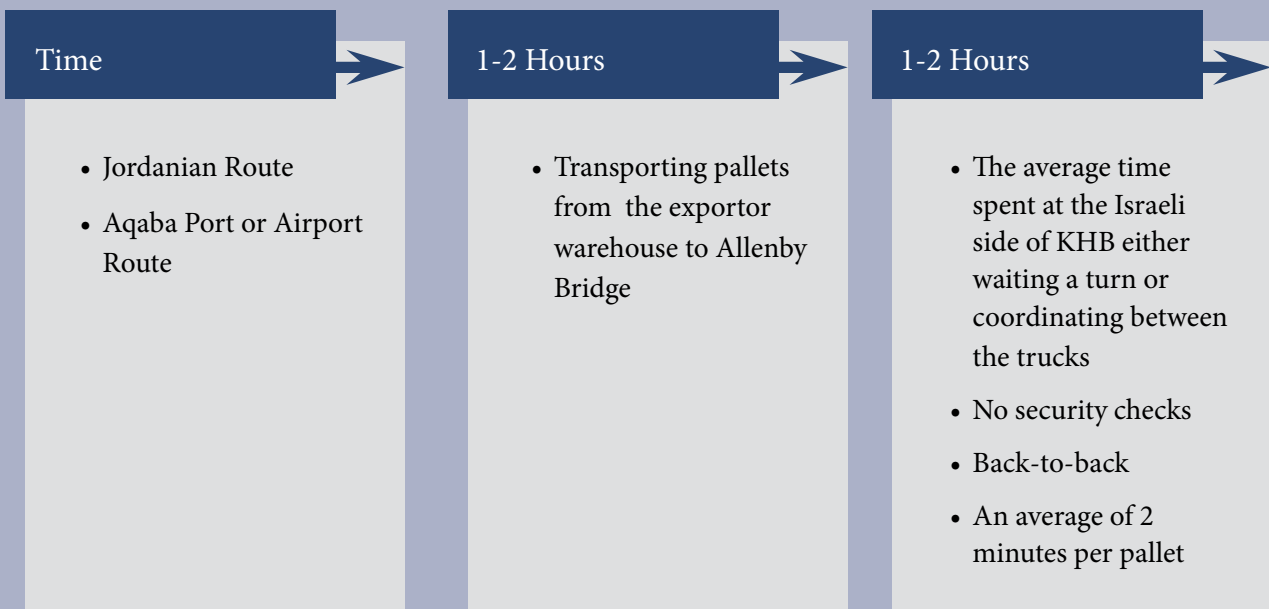 Time
• Jordanian Route
• Aqaba Port or Airport
Route
1-2 Hours
• Transporting pallets
from the exportor
warehouse to Allenby
Bridge
1-2 Hours
• The average time
spent at the Israeli
side of KHB either
waiting a turn or
coordinating between
the trucks
• No security checks
• Back-to-back
• An average of 2
minutes per pallet